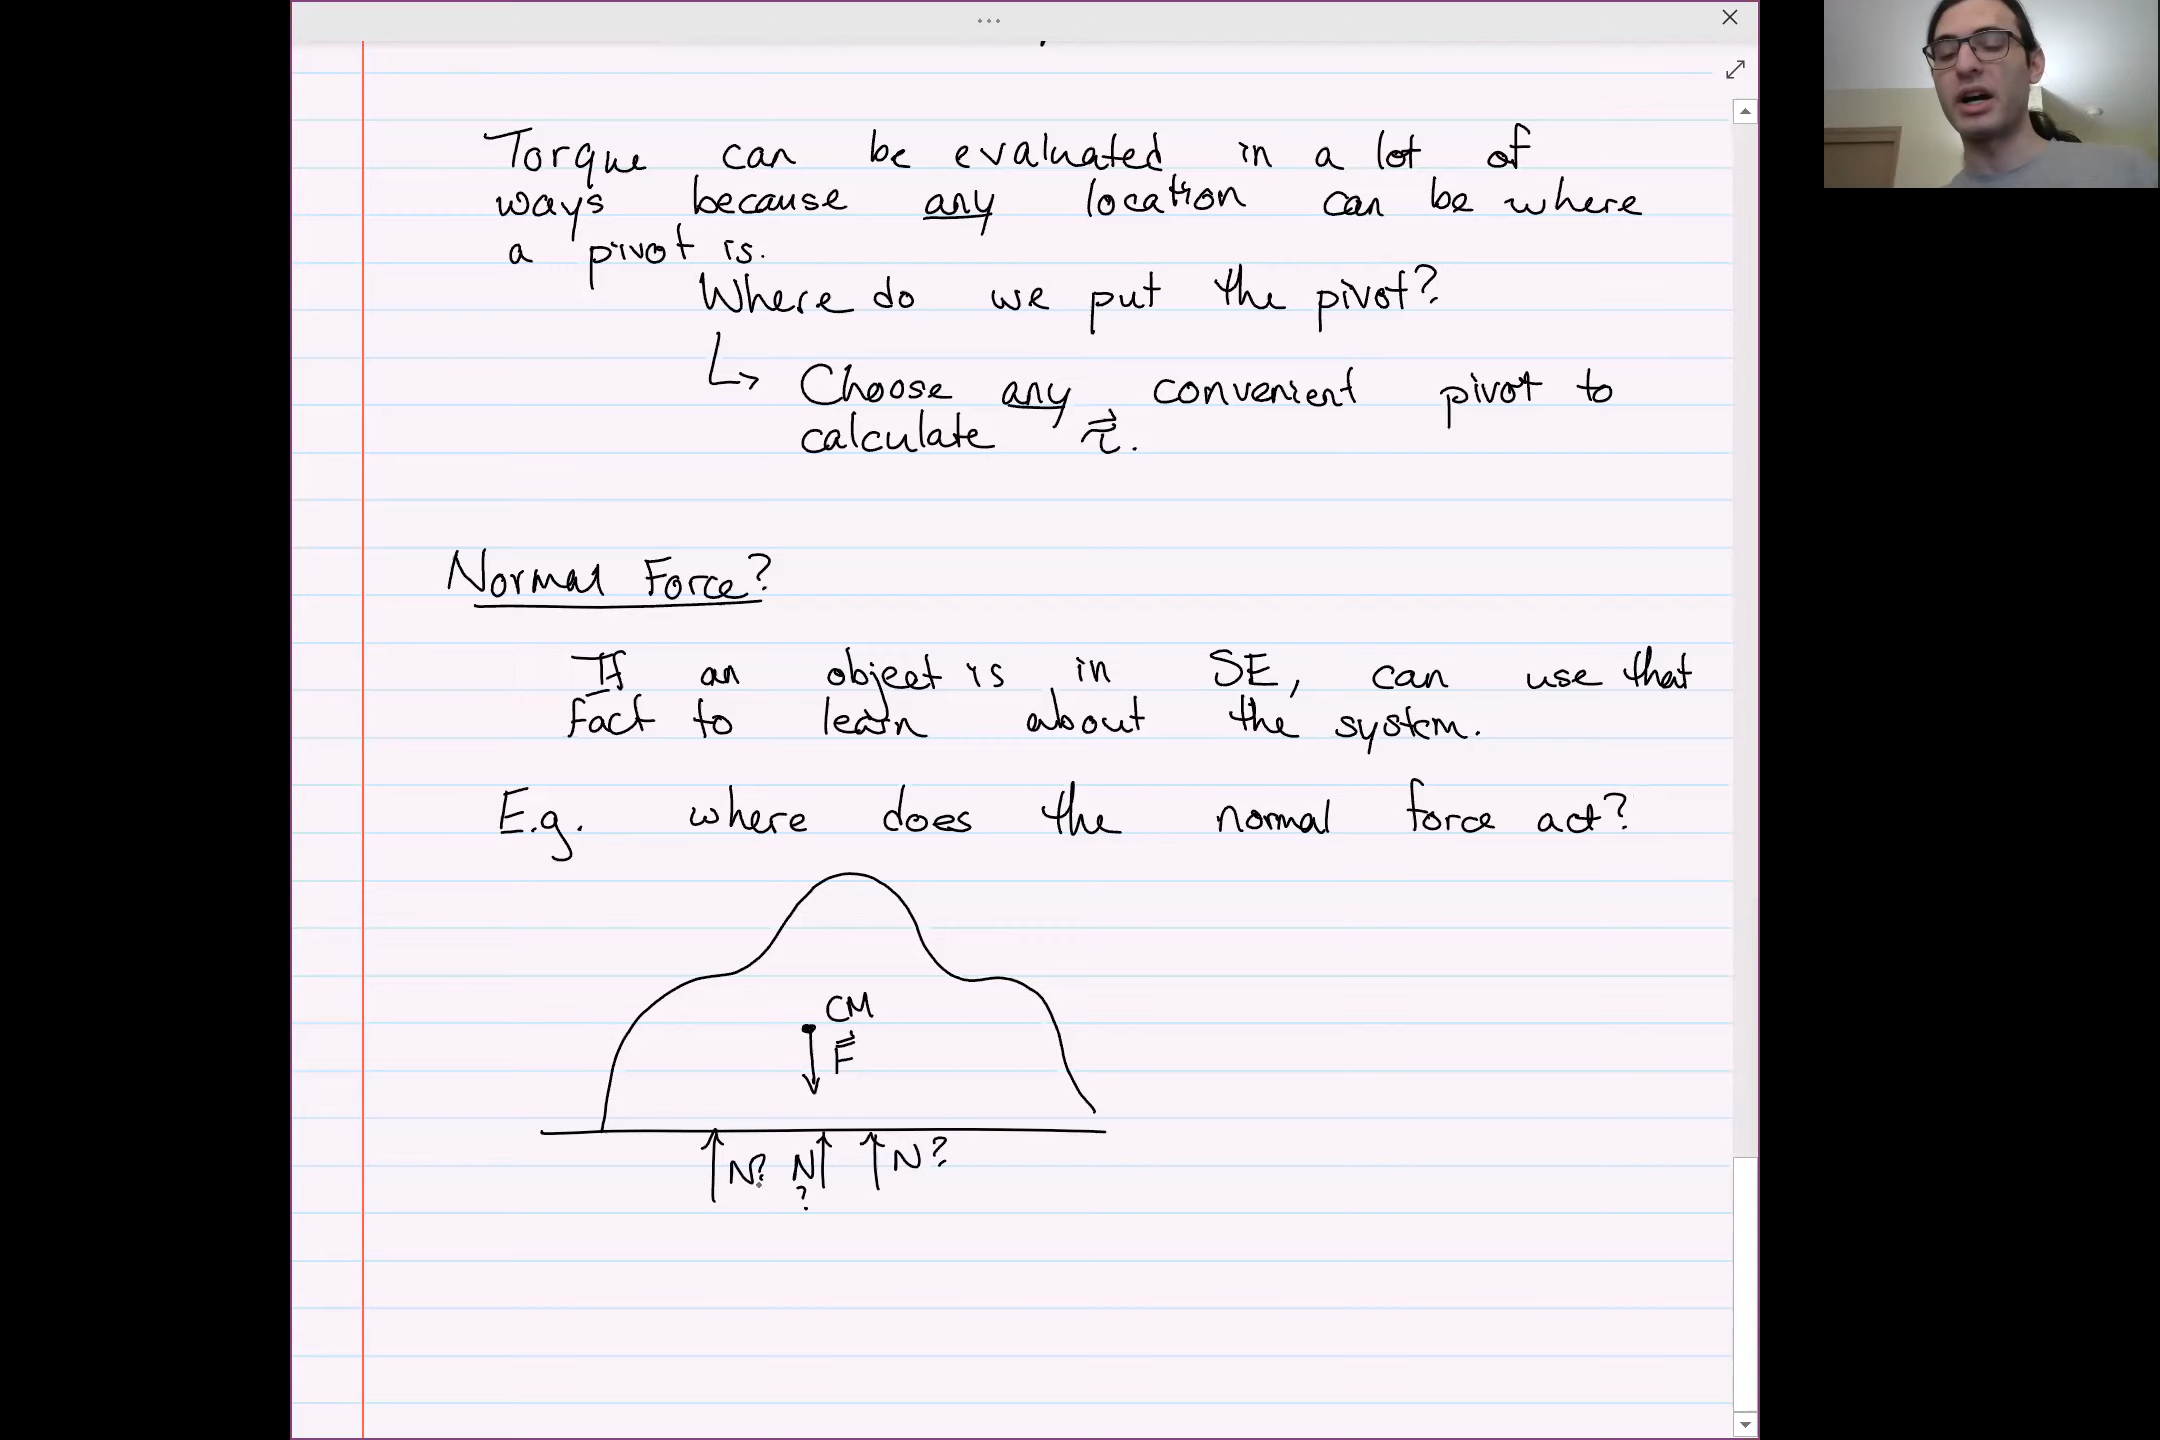 Torque can be evaluated in a lot of
ways because any location can be where
a pivot is.
Where do we put the pivot?
↳ Choose any convenient pivot to
calculate τ⃗.
Normal Force?
If an object is in SE, can use that
fact to learn about the system.
E.g. where does the normal force act?
CM
F⃗
N? N? N?